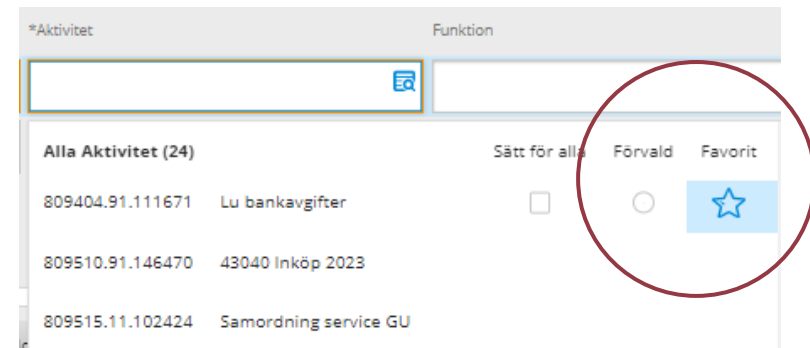 *Aktivitet Funktion
Alla Aktivitet (24) Sätt för alla Förvald Favorit
809404.91.111671 Lu bankavgifter
809510.91.146470 43040 Inköp 2023
809515.11.102424 Samordning service GU